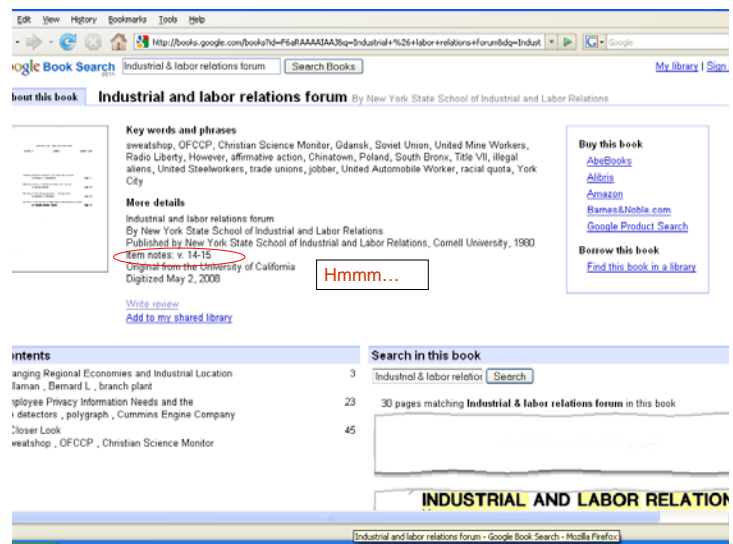 Edit View History Bookmarks Tools Help
http://books.google.com/books?id=F6aRAAAAIAAJ&q=Industrial+%26+labor+relations+forum&dq=Indust
Google
oogle Book Search BETA
Industrial & labor relations forum
Search Books
My library | Sign
bout this book
Industrial and labor relations forum By New York State School of Industrial and Labor Relations
Key words and phrases
sweatshop, OFCCP, Christian Science Monitor, Gdansk, Soviet Union, United Mine Workers,
Radio Liberty, However, affirmative action, Chinatown, Poland, South Bronx, Title VII, illegal
aliens, United Steelworkers, trade unions, jobber, United Automobile Worker, racial quota, York
City
More details
Industrial and labor relations forum
By New York State School of Industrial and Labor Relations
Published by New York State School of Industrial and Labor Relations, Cornell University, 1980
Item notes: v. 14-15
Original from the University of California
Digitized May 2, 2008
Hmmm…
Write review
Add to my shared library
Buy this book
AbeBooks
Alibris
Amazon
Barnes&Noble.com
Google Product Search
Borrow this book
Find this book in a library
ontents
anging Regional Economies and Industrial Location 3
llaman , Bernard L , branch plant
mployee Privacy Information Needs and the 23
e detectors , polygraph , Cummins Engine Company
Closer Look 45
weatshop , OFCCP , Christian Science Monitor
Search in this book
Industrial & labor relation
Search
30 pages matching Industrial & labor relations forum in this book
INDUSTRIAL AND LABOR RELATION
Industrial and labor relations forum - Google Book Search - Mozilla Firefox